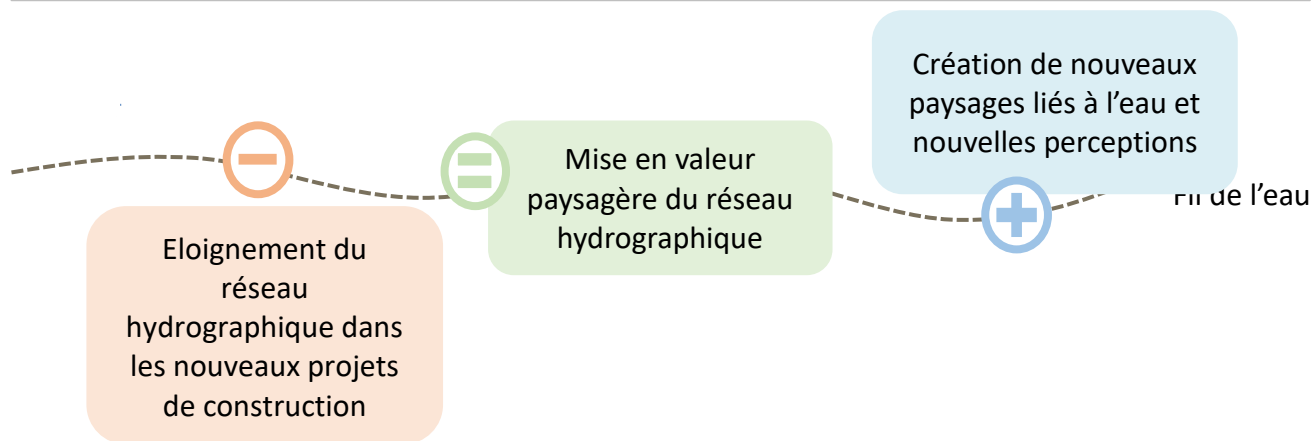 Eloignement du
réseau
hydrographique dans
les nouveaux projets
de construction
Mise en valeur
paysagère du réseau
hydrographique
Création de nouveaux
paysages liés à l’eau et
nouvelles perceptions
Fil de l’eau